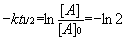 -kt₁/₂ = ln [A]/[A]₀ = -ln 2